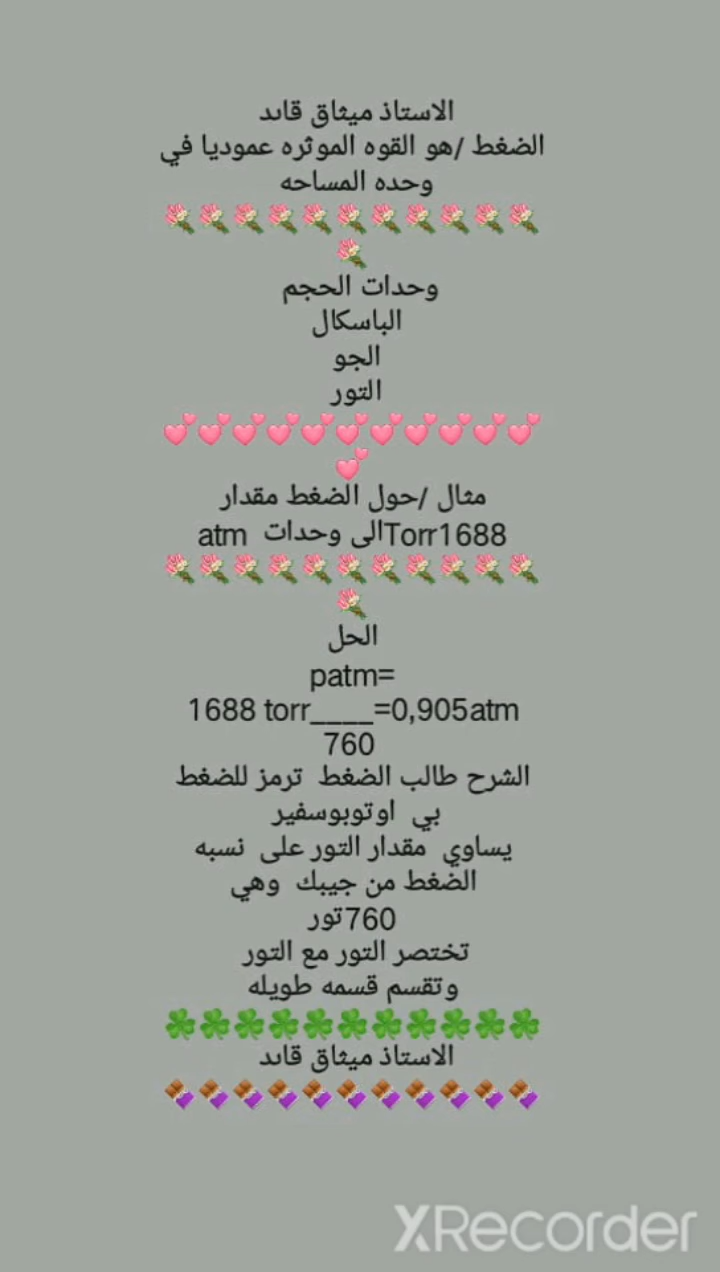 الاستاذ ميثاق قائد
الضغط /هو القوه الموثره عموديا في
وحده المساحه
وحدات الحجم
الباسكال
الجو
التور
مثال /حول الضغط مقدار
Torr1688الى وحدات atm
الحل
patm=
1688 torr____=0,905atm
760
الشرح طالب الضغط ترمز للضغط
بي اوتوبوسفير
يساوي مقدار التور على نسبه
الضغط من جيبك وهي
760تور
تختصر التور مع التور
وتقسم قسمه طويله
الاستاذ ميثاق قائد
XRecorder